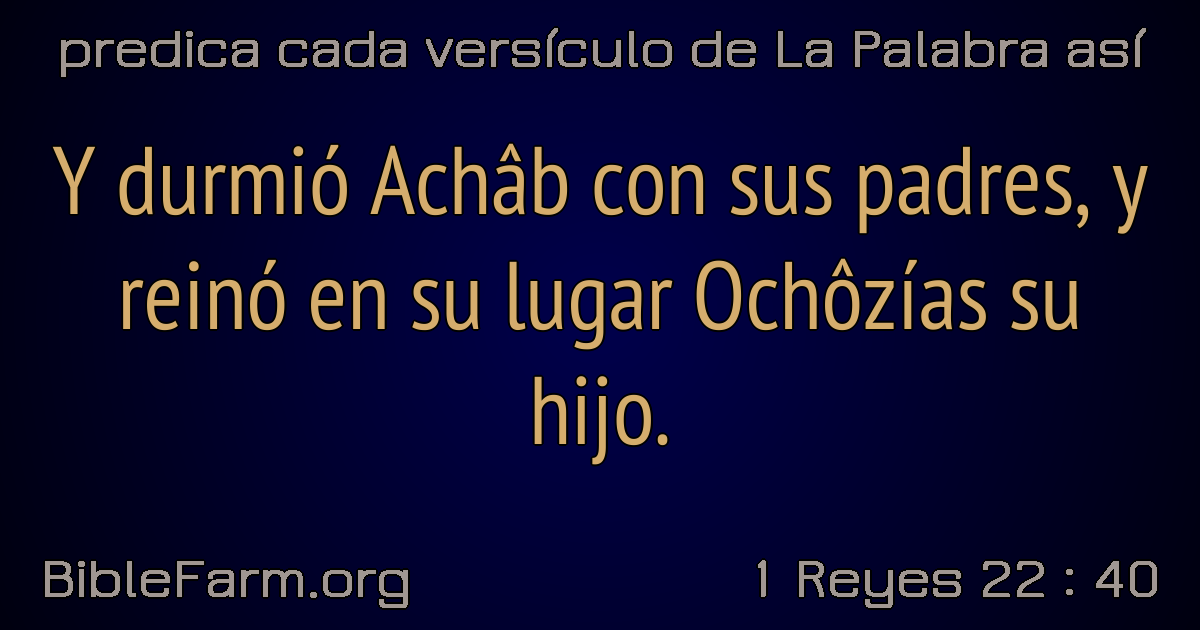 predica cada versículo de La Palabra así
Y durmió Achâb con sus padres, y
reinó en su lugar Ochôzías su
hijo.
BibleFarm.org
1 Reyes 22 : 40